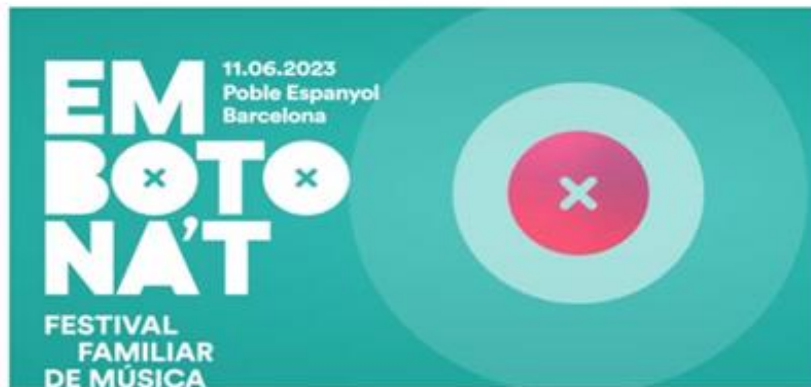 EM
BOTO
NA'T
11.06.2023
Poble Espanyol
Barcelona
FESTIVAL
FAMILIAR
DE MÚSICA